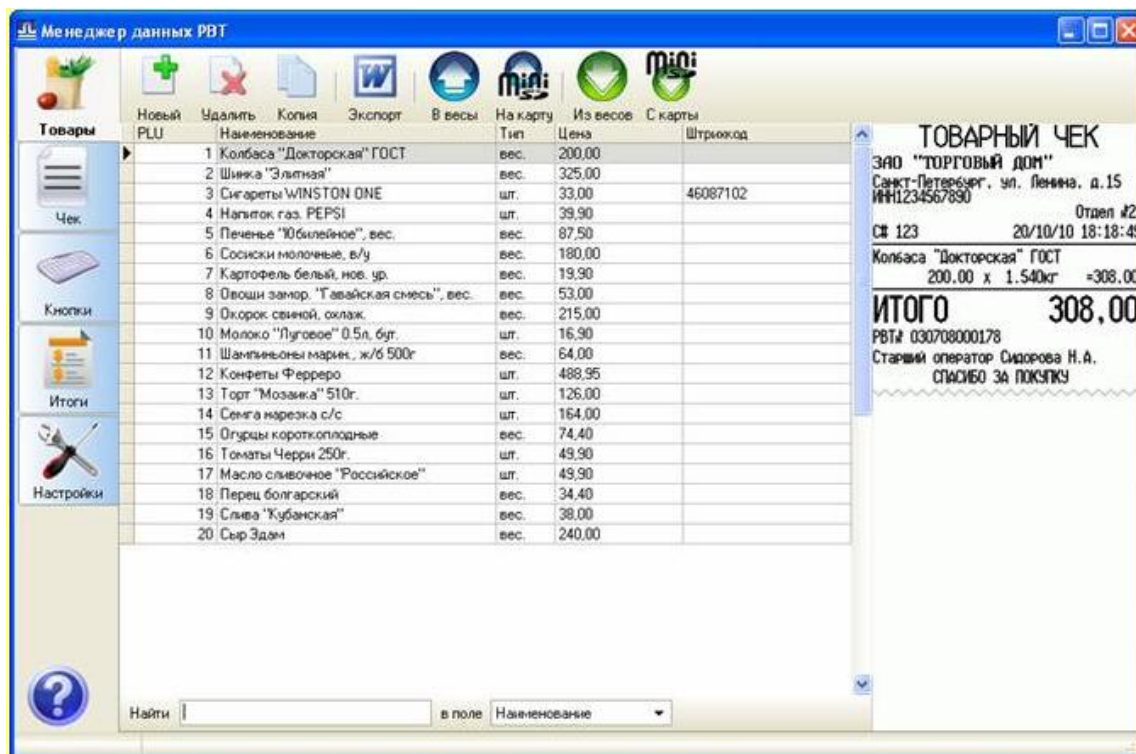 Менеджер данных РВТ
Новый Удалить Копия Экспорт В весы На карту Из весов С карты
mini mini
Товары
Чек
Кнопки
Итоги
Настройки
PLU Наименование Тип Цена Штрихкод
1 Колбаса "Докторская" ГОСТ вес. 200,00
2 Шинка "Элитная" вес. 325,00
3 Сигареты WINSTON ONE шт. 33,00 46087102
4 Напиток газ. PEPSI шт. 39,90
5 Печенье "Юбилейное", вес. вес. 87,50
6 Сосиски молочные, в/у вес. 180,00
7 Картофель белый, нов. ур. вес. 19,90
8 Овощи замор. "Гавайская смесь", вес. вес. 53,00
9 Окорок свиной, охлаж. вес. 215,00
10 Молоко "Луговое" 0.5л, бут. шт. 16,90
11 Шампиньоны марин., ж/б 500г вес. 64,00
12 Конфеты Ферреро шт. 488,95
13 Торт "Мозаика" 510г. шт. 126,00
14 Семга нарезка с/с шт. 164,00
15 Огурцы короткоплодные вес. 74,40
16 Томаты Черри 250г. шт. 49,90
17 Масло сливочное "Российское" шт. 49,90
18 Перец болгарский вес. 34,40
19 Слива "Кубанская" вес. 38,00
20 Сыр Эдам вес. 240,00
Найти в поле Наименование
ТОВАРНЫЙ ЧЕК
ЗАО "ТОРГОВЫЙ ДОМ"
Санкт-Петербург, ул. Ленина, д.15
ИНН1234567890
Отдел #2
С# 123 20/10/10 18:18:49
Колбаса "Докторская" ГОСТ
200.00 x 1.540кг =308.00
ИТОГО 308,00
РВТ# 030708000178
Старший оператор Сидорова Н.А.
СПАСИБО ЗА ПОКУПКУ